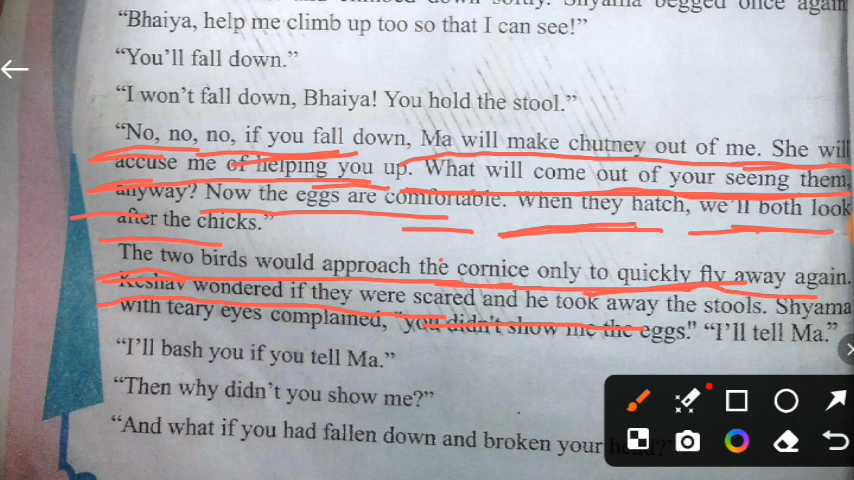 softly. Shyama begged once again
“Bhaiya, help me climb up too so that I can see!”
“You’ll fall down.”
“I won’t fall down, Bhaiya! You hold the stool.”
“No, no, no, if you fall down, Ma will make chutney out of me. She will
accuse me of helping you up. What will come out of your seeing them,
anyway? Now the eggs are comfortable. When they hatch, we’ll both look
after the chicks.”
The two birds would approach the cornice only to quickly fly away again.
Keshav wondered if they were scared and he took away the stools. Shyama
with teary eyes complained, "you didn't show me the eggs." “I’ll tell Ma.”
“I’ll bash you if you tell Ma.”
“Then why didn’t you show me?”
“And what if you had fallen down and broken your head?”